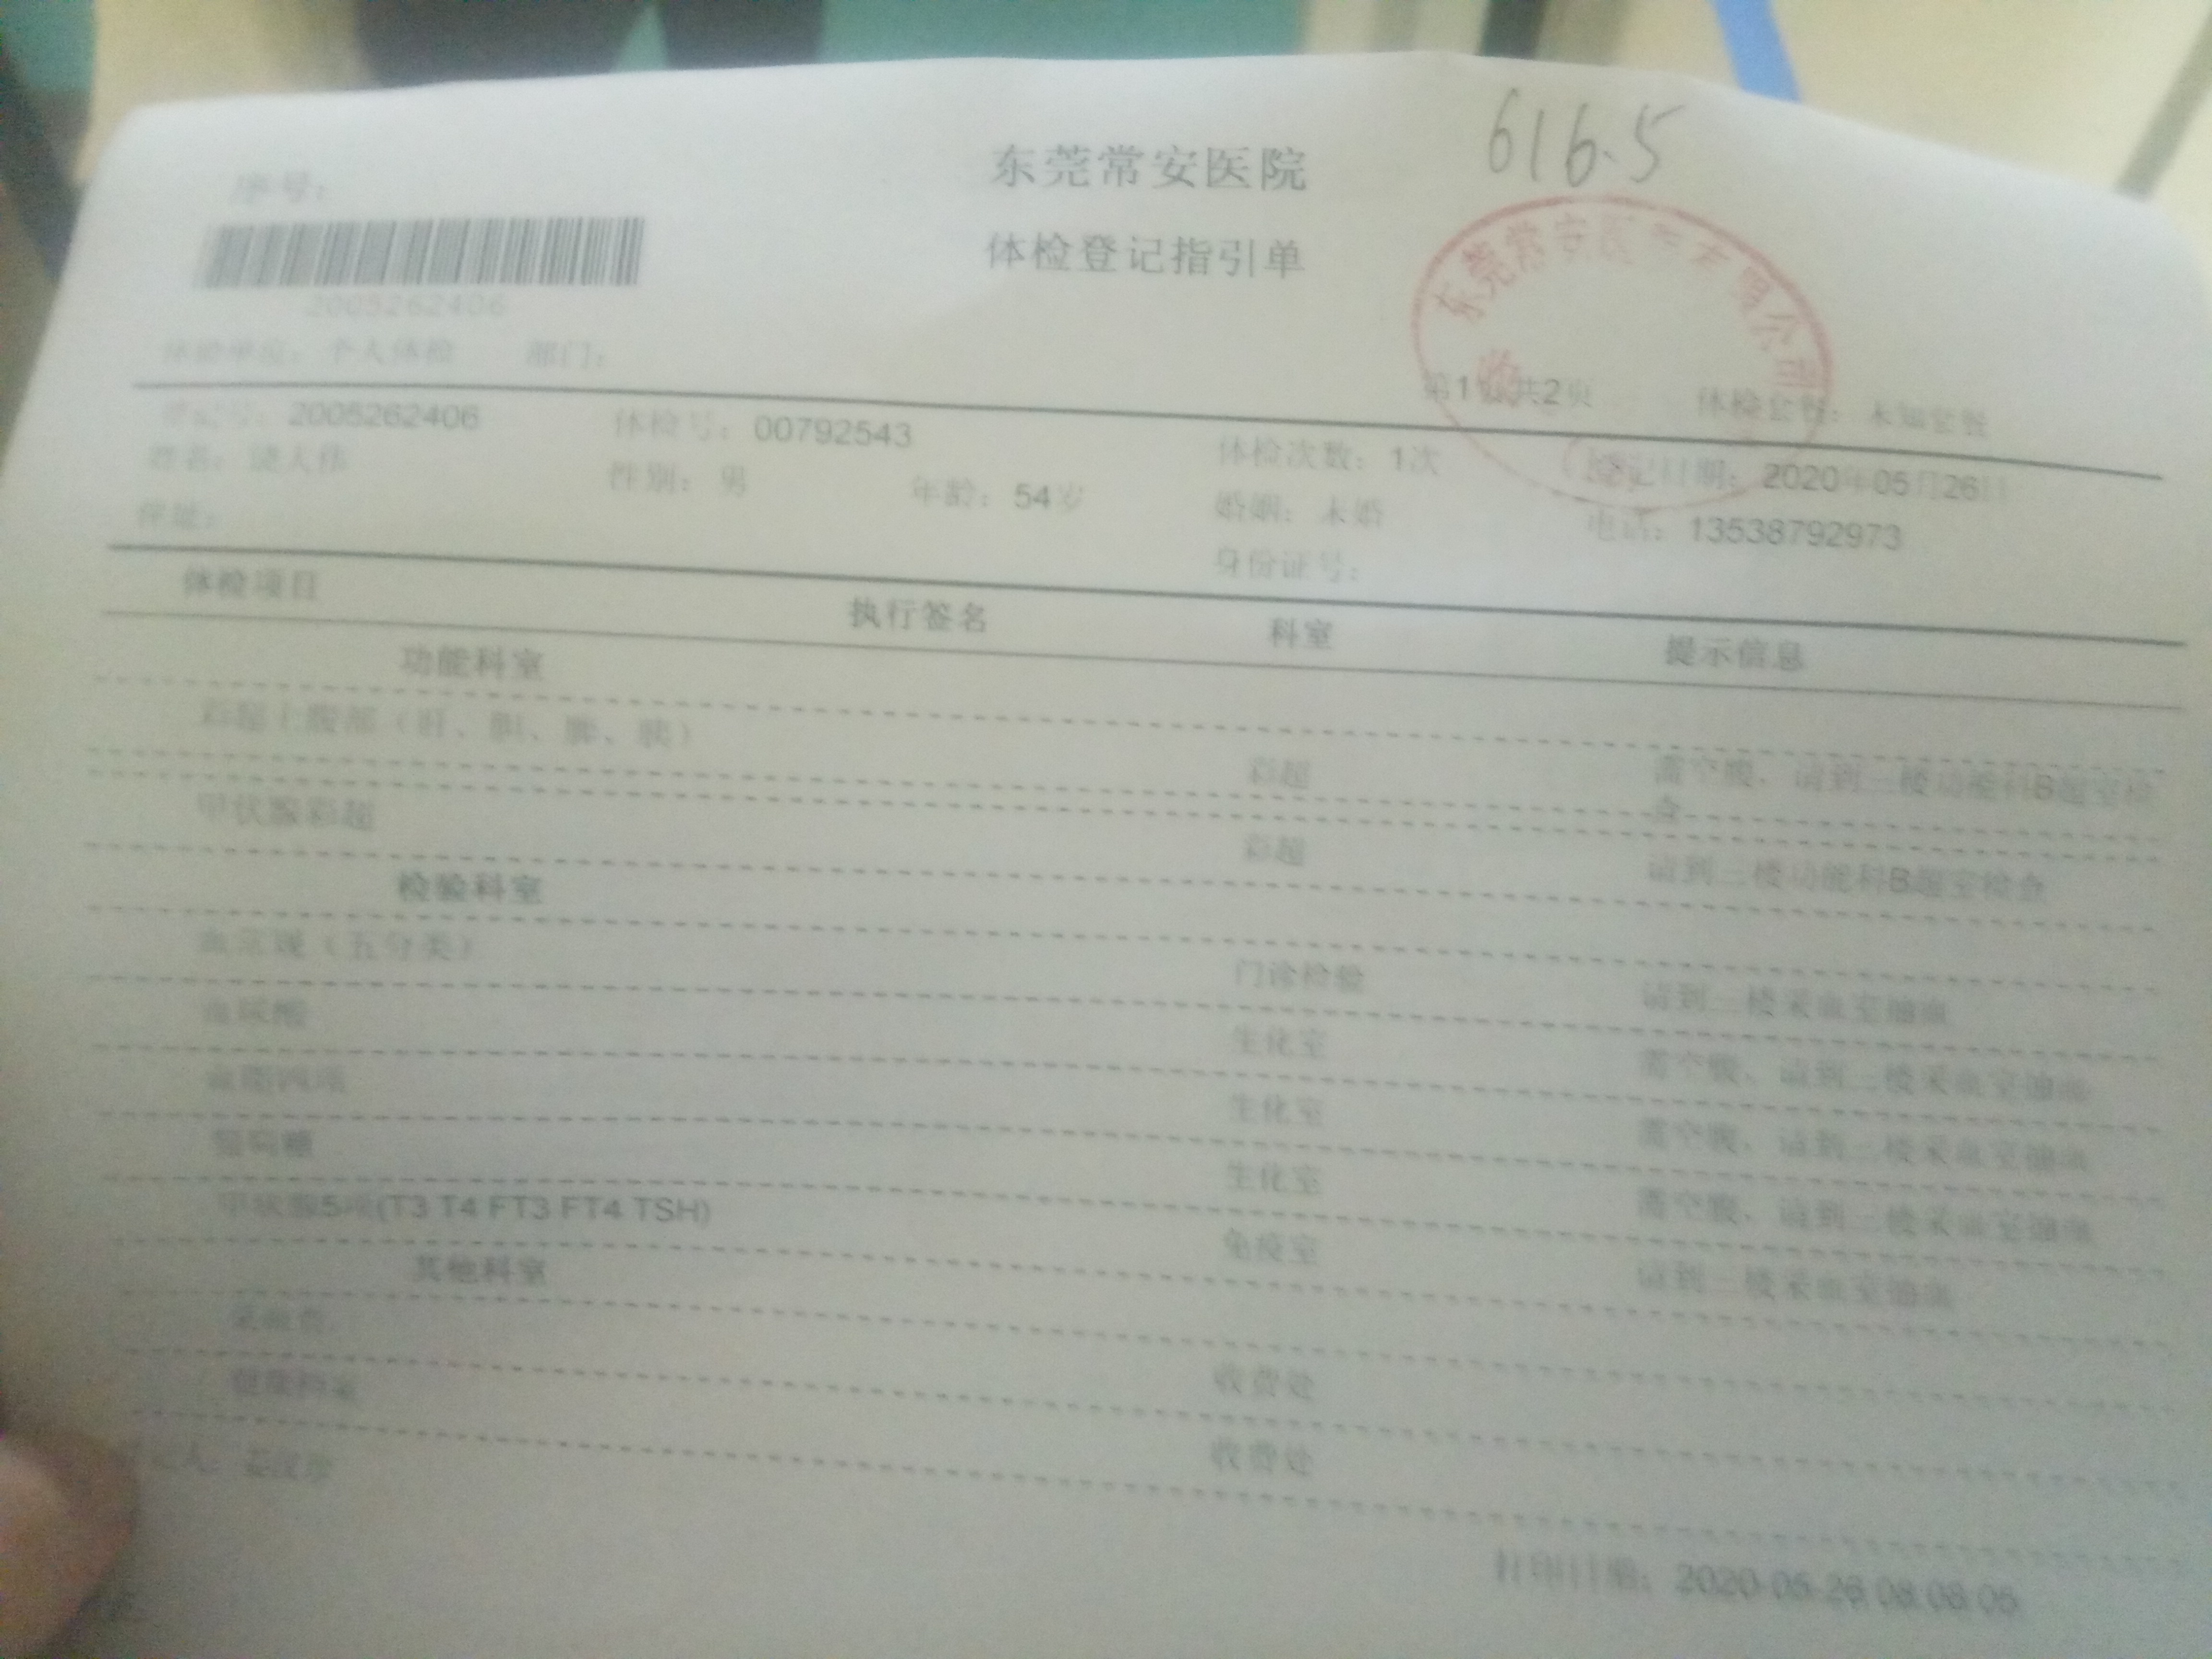 616.5
东莞常安医院
序号:
体检登记指引单
2005262406
体检单位: 个人体检 部门:
第1页共2页 体检套餐: 未知套餐
登记号: 2005262406 体检号: 00792543 体检次数: 1次 登记日期: 2020年05月26日
姓名: 性别: 男 年龄: 54岁 婚姻: 未婚 电话: 13538792973
身份证号:
体检项目 执行签名 科室 提示信息
功能科室
彩超上腹部（肝、胆、脾、胰） 彩超 需空腹、请到二楼功能科B超室检查
甲状腺彩超 彩超 请到二楼功能科B超室检查
检验科室
血常规（五分类） 门诊检验 请到二楼采血室抽血
血尿酸 生化室 需空腹、请到二楼采血室抽血
血脂四项 生化室 需空腹、请到二楼采血室抽血
葡萄糖 生化室 需空腹、请到二楼采血室抽血
甲状腺5项(T3 T4 FT3 FT4 TSH) 免疫室 请到二楼采血室抽血
其他科室
采血费 收费处
收费处
打印日期: 2020-05-26 08:08:05